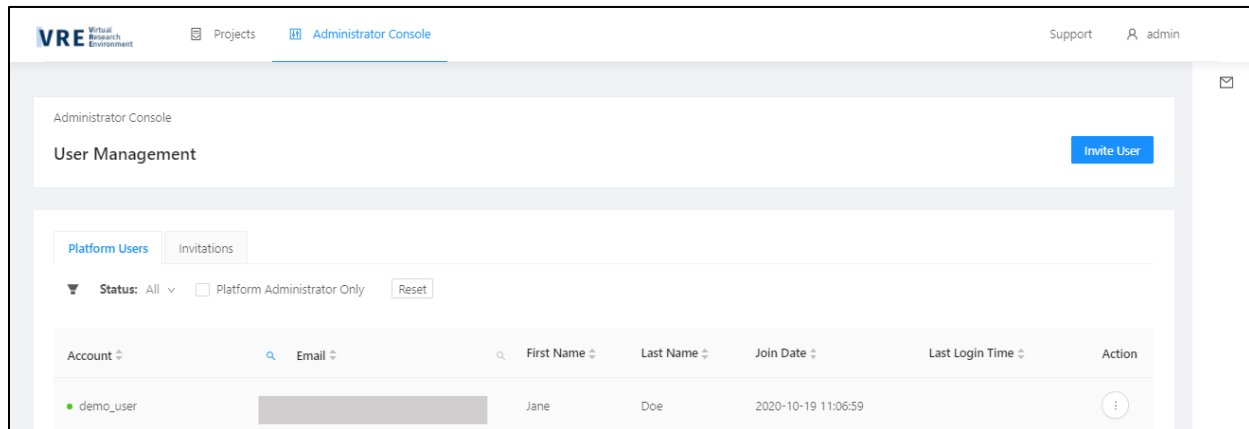 VRE Virtual Research Environment Projects Administrator Console Support admin
Administrator Console
User Management Invite User
Platform Users Invitations
Status: All Platform Administrator Only Reset
Account Email First Name Last Name Join Date Last Login Time Action
demo_user Jane Doe 2020-10-19 11:06:59